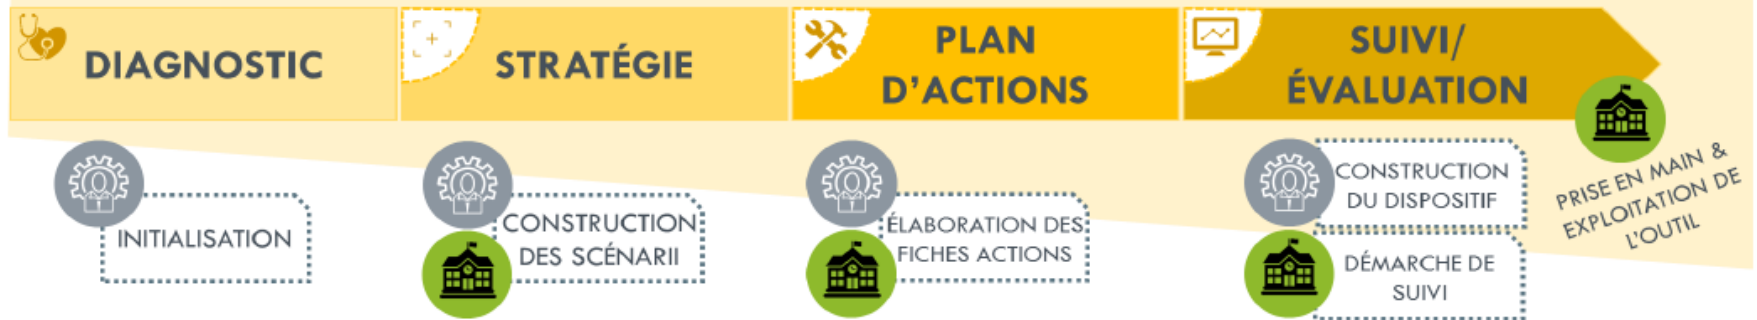 DIAGNOSTIC
STRATÉGIE
PLAN
D'ACTIONS
SUIVI/
ÉVALUATION
INITIALISATION
CONSTRUCTION
DES SCÉNARII
ÉLABORATION DES
FICHES ACTIONS
CONSTRUCTION
DU DISPOSITIF
DÉMARCHE DE
SUIVI
PRISE EN MAIN &
EXPLOITATION DE
L'OUTIL